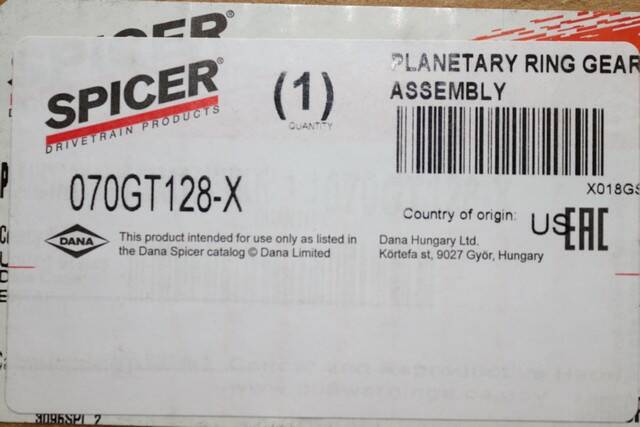 SPICER®
DRIVETRAIN PRODUCTS
(1)
QUANTITY
PLANETARY RING GEAR
ASSEMBLY
X018GS
070GT128-X
Country of origin: US
EAC
DANA
This product intended for use only as listed in
the Dana Spicer catalog © Dana Limited
Dana Hungary Ltd.
Körtefa st, 9027 Győr, Hungary